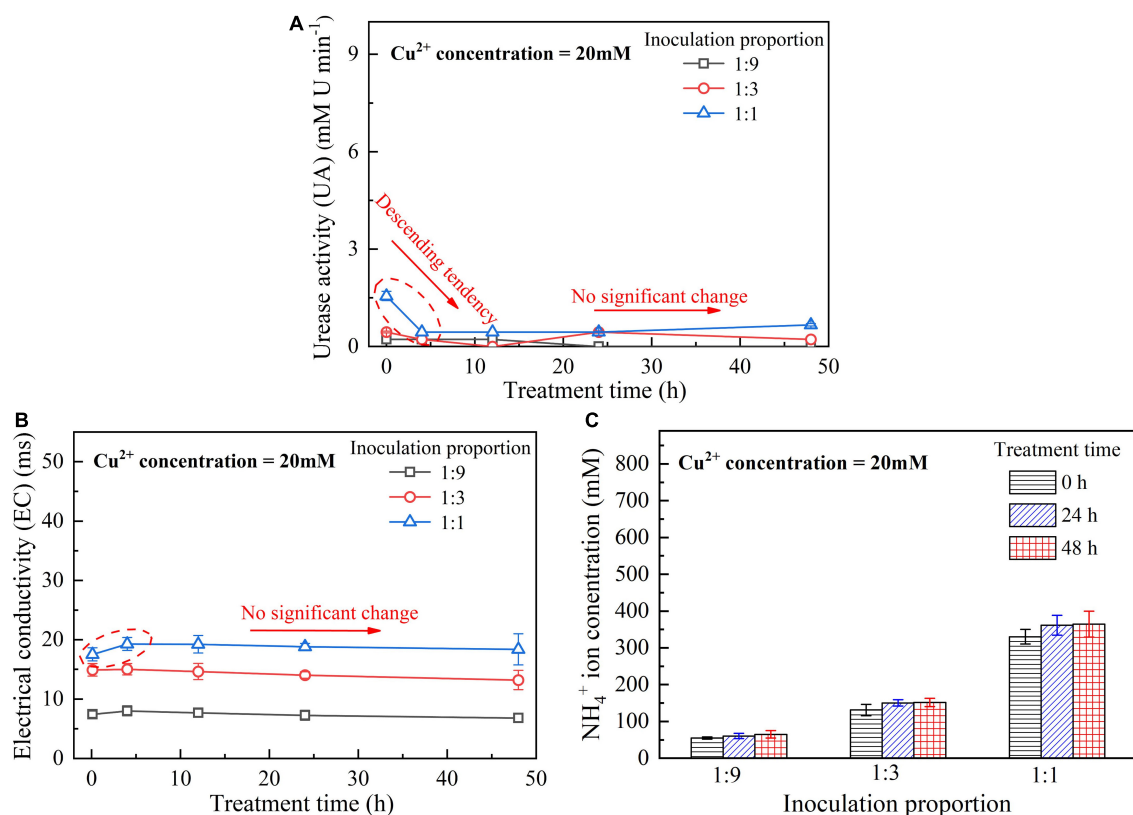 A
Cu²⁺ concentration = 20mM
Inoculation proportion
1:9
1:3
1:1
Descending tendency
No significant change
Urease activity (UA) (mM U min⁻¹)
9
6
3
0
0 10 20 30 40 50
Treatment time (h)
B
Cu²⁺ concentration = 20mM
Inoculation proportion
1:9
1:3
1:1
No significant change
Electrical conductivity (EC) (ms)
50
40
30
20
10
0
0 10 20 30 40 50
Treatment time (h)
C
Cu²⁺ concentration = 20mM
Treatment time
0 h
24 h
48 h
NH₄⁺ ion conentration (mM)
800
700
600
500
400
300
200
100
0
1:9 1:3 1:1
Inoculation proportion